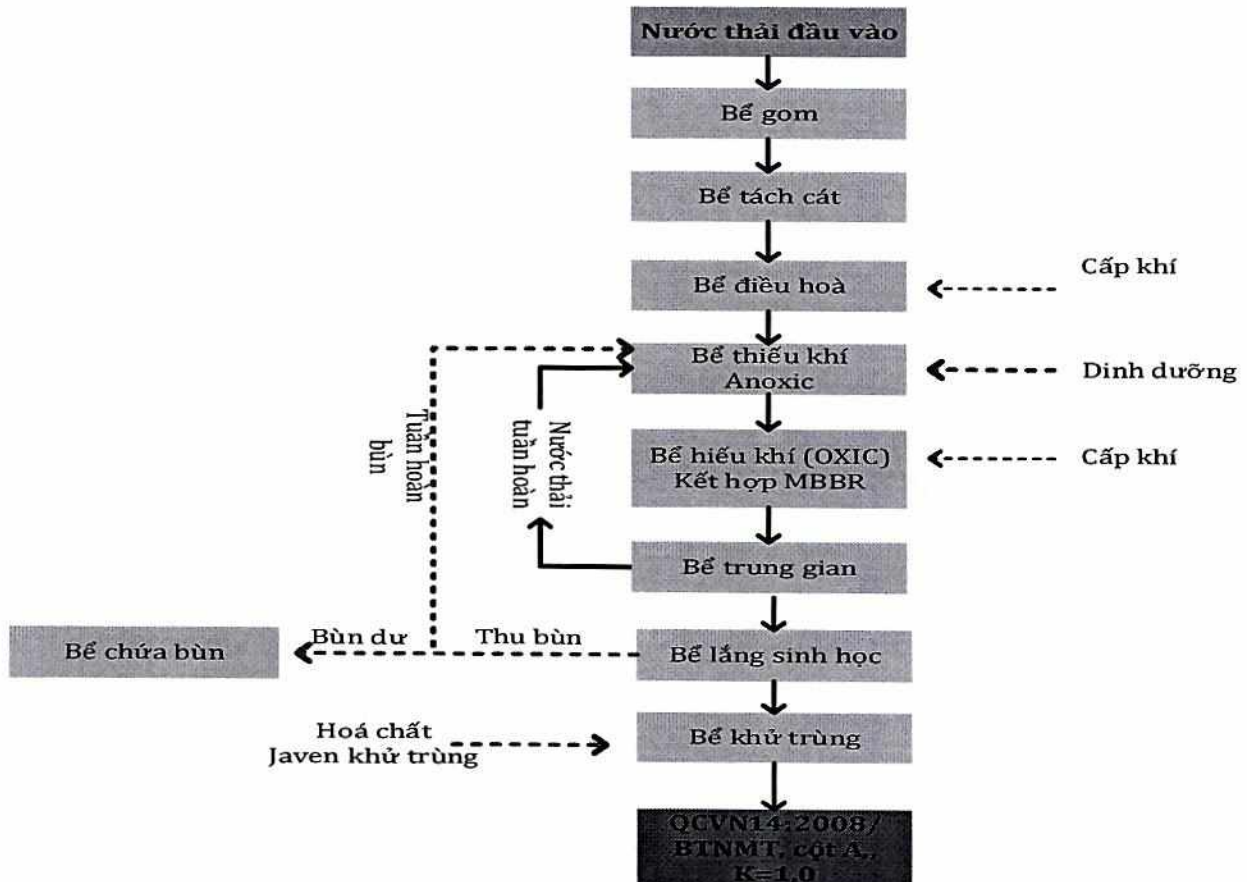 Nước thải đầu vào
Bể gom
Bể tách cát
Bể điều hoà
Cấp khí
Bể thiếu khí
Anoxic
Dinh dưỡng
Tuần hoàn
bùn
Nước thải
tuần hoàn
Bể hiếu khí (OXIC)
Kết hợp MBBR
Cấp khí
Bể trung gian
Bể chứa bùn
Bùn dư
Thu bùn
Bể lắng sinh học
Hoá chất
Javen khử trùng
Bể khử trùng
QCVN14:2008/
BTNMT, cột A,
K=1,0